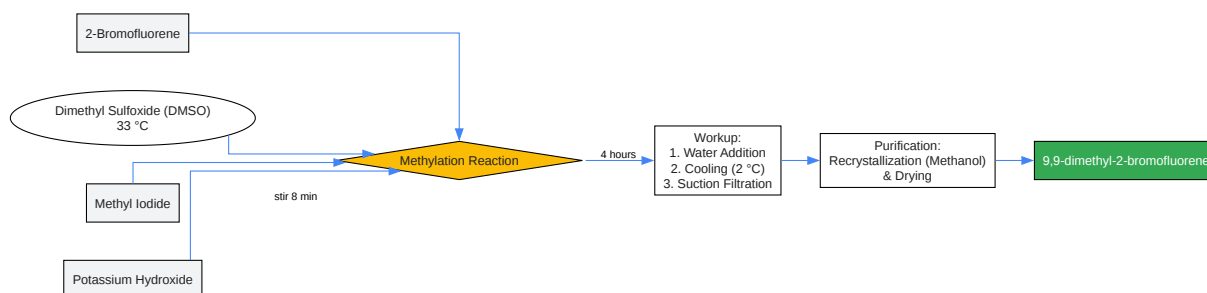 2-Bromofluorene
Dimethyl Sulfoxide (DMSO)
33 °C
Methyl Iodide
stir 8 min
Potassium Hydroxide
Methylation Reaction
4 hours
Workup:
1. Water Addition
2. Cooling (2 °C)
3. Suction Filtration
Purification:
Recrystallization (Methanol)
& Drying
9,9-dimethyl-2-bromofluorene